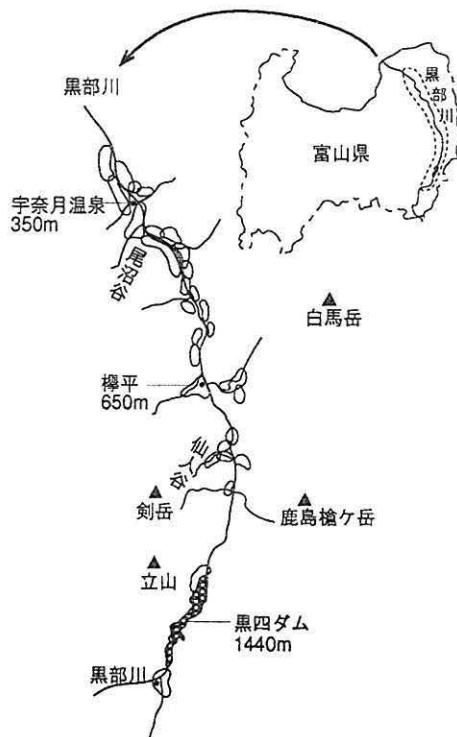 黒部川
黒部川
富山県
宇奈月温泉
350m
尾沼谷
白馬岳
欅平
650m
仙人谷
剣岳
鹿島槍ケ岳
立山
黒四ダム
1440m
黒部川